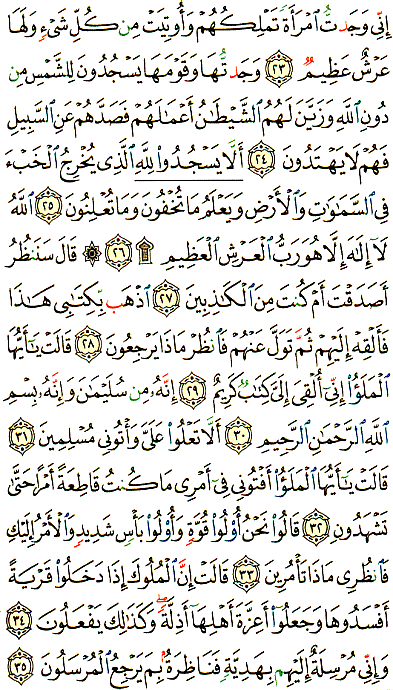 إِنِّي وَجَدتُّ ٱمْرَأَةً تَمْلِكُهُمْ وَأُوتِيَتْ مِن كُلِّ شَيْءٍ وَلَهَا
عَرْشٌ عَظِيمٌ ٢٣ وَجَدتُّهَا وَقَوْمَهَا يَسْجُدُونَ لِلشَّمْسِ مِن
دُونِ ٱللَّهِ وَزَيَّنَ لَهُمُ ٱلشَّيْطَٰنُ أَعْمَٰلَهُمْ فَصَدَّهُمْ عَنِ ٱلسَّبِيلِ
فَهُمْ لَا يَهْتَدُونَ ٢٤ أَلَّا يَسْجُدُوا۟ لِلَّهِ ٱلَّذِي يُخْرِجُ ٱلْخَبْءَ
فِي ٱلسَّمَٰوَٰتِ وَٱلْأَرْضِ وَيَعْلَمُ مَا تُخْفُونَ وَمَا تُعْلِنُونَ ٢٥ ٱللَّهُ
لَآ إِلَٰهَ إِلَّا هُوَ رَبُّ ٱلْعَرْشِ ٱلْعَظِيمِ ۩ ٢٦ ۞ قَالَ سَنَنظُرُ
أَصَدَقْتَ أَمْ كُنتَ مِنَ ٱلْكَٰذِبِينَ ٢٧ ٱذْهَب بِّكِتَٰبِي هَٰذَا
فَأَلْقِهْ إِلَيْهِمْ ثُمَّ تَوَلَّ عَنْهُمْ فَٱنظُرْ مَاذَا يَرْجِعُونَ ٢٨ قَالَتْ يَٰٓأَيُّهَا
ٱلْمَلَؤُا۟ إِنِّيٓ أُلْقِيَ إِلَيَّ كِتَٰبٌ كَرِيمٌ ٢٩ إِنَّهُۥ مِن سُلَيْمَٰنَ وَإِنَّهُۥ بِسْمِ
ٱللَّهِ ٱلرَّحْمَٰنِ ٱلرَّحِيمِ ٣٠ أَلَّا تَعْلُوا۟ عَلَيَّ وَأْتُونِي مُسْلِمِينَ ٣١
قَالَتْ يَٰٓأَيُّهَا ٱلْمَلَؤُا۟ أَفْتُونِي فِيٓ أَمْرِي مَا كُنتُ قَاطِعَةً أَمْرًا حَتَّىٰ
تَشْهَدُونِ ٣٢ قَالُوا۟ نَحْنُ أُو۟لُوا۟ قُوَّةٍ وَأُو۟لُوا۟ بَأْسٍ شَدِيدٍ وَٱلْأَمْرُ إِلَيْكِ
فَٱنظُرِي مَاذَا تَأْمُرِينَ ٣٣ قَالَتْ إِنَّ ٱلْمُلُوكَ إِذَا دَخَلُوا۟ قَرْيَةً
أَفْسَدُوهَا وَجَعَلُوٓا۟ أَعِزَّةَ أَهْلِهَآ أَذِلَّةً ۖ وَكَذَٰلِكَ يَفْعَلُونَ ٣٤
وَإِنِّي مُرْسِلَةٌ إِلَيْهِم بِهَدِيَّةٍ فَنَاظِرَةٌۢ بِمَ يَرْجِعُ ٱلْمُرْسَلُونَ ٣٥